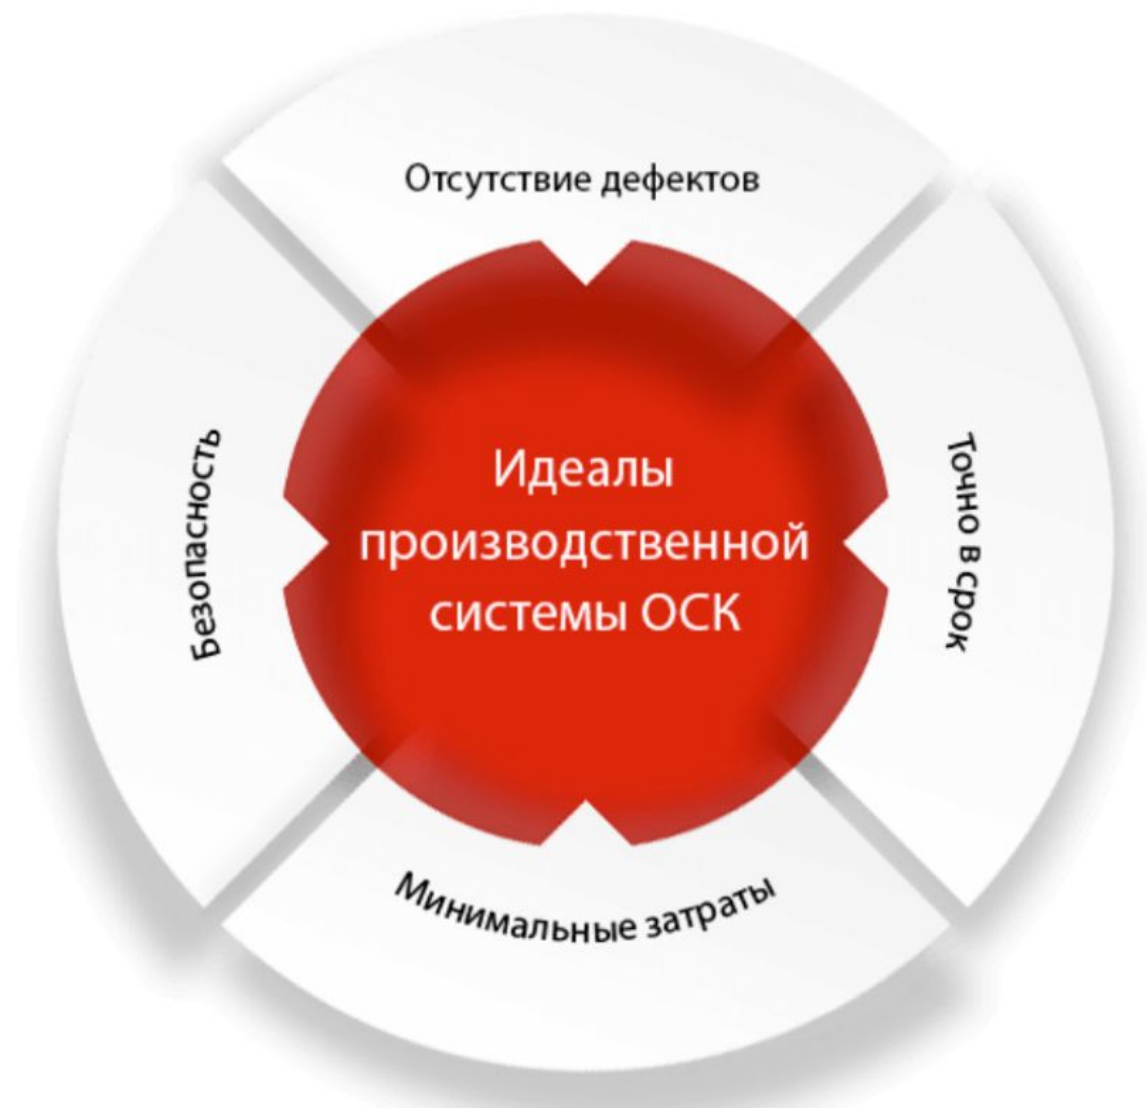 Отсутствие дефектов
Безопасность
Идеалы
производственной
системы ОСК
Точно в срок
Минимальные затраты